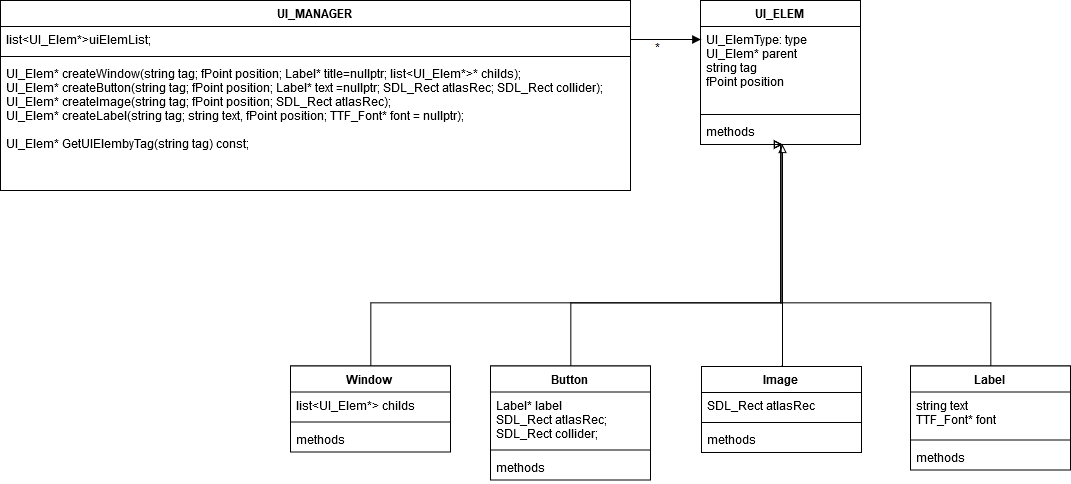 UI_MANAGER
list<UI_Elem*>uiElemList;
UI_Elem* createWindow(string tag; fPoint position; Label* title=nullptr; list<UI_Elem*>* childs);
UI_Elem* createButton(string tag; fPoint position; Label* text =nullptr; SDL_Rect atlasRec; SDL_Rect collider);
UI_Elem* createImage(string tag; fPoint position; SDL_Rect atlasRec);
UI_Elem* createLabel(string tag; string text, fPoint position; TTF_Font* font = nullptr);
UI_Elem* GetUIElembyTag(string tag) const;
*
UI_ELEM
UI_ElemType: type
UI_Elem* parent
string tag
fPoint position
methods
Window
list<UI_Elem*> childs
methods
Button
Label* label
SDL_Rect atlasRec;
SDL_Rect collider;
methods
Image
SDL_Rect atlasRec
methods
Label
string text
TTF_Font* font
methods